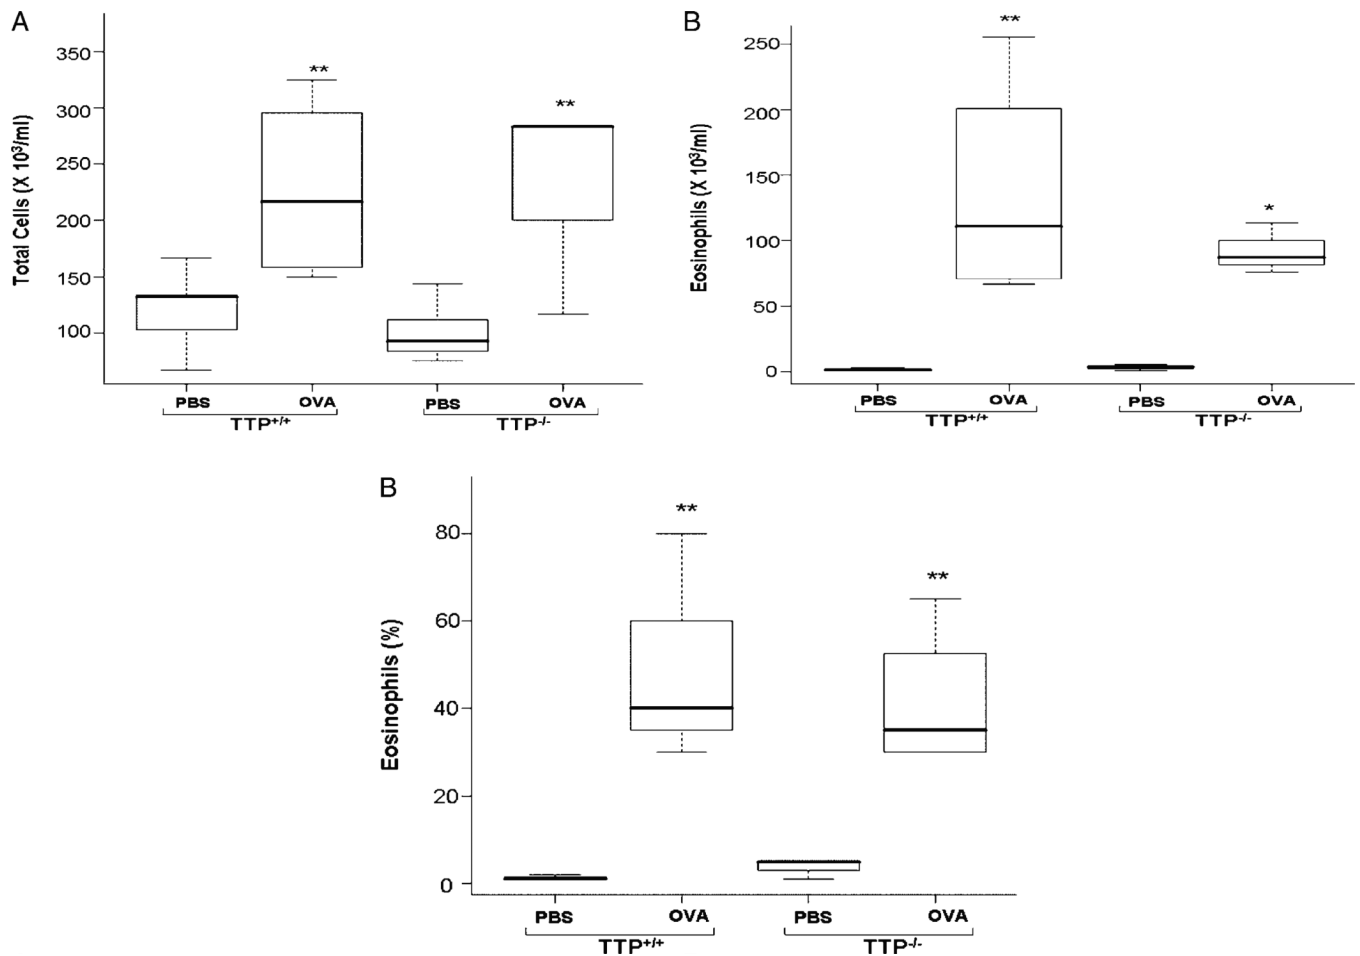 A
Total Cells (X 10³/ml)
350
300
250
200
150
100
**
**
PBS
OVA
PBS
OVA
TTP+/+
TTP-/-
B
Eosinophils (X 10³/ml)
250
200
150
100
50
0
**
*
PBS
OVA
PBS
OVA
TTP+/+
TTP-/-
B
Eosinophils (%)
80
60
40
20
0
**
**
PBS
OVA
PBS
OVA
TTP+/+
TTP-/-